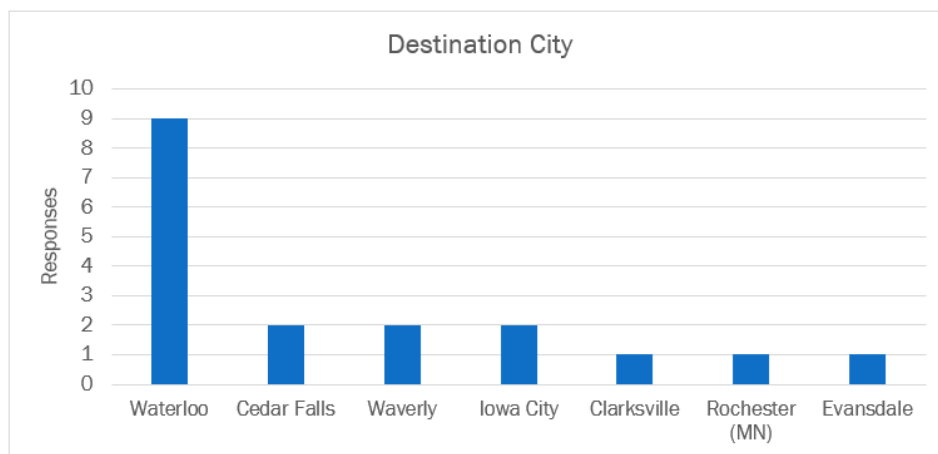 Destination City
10
9
8
7
6
5
4
3
2
1
0
Responses
Waterloo Cedar Falls Waverly Iowa City Clarksville Rochester Evansdale
(MN)